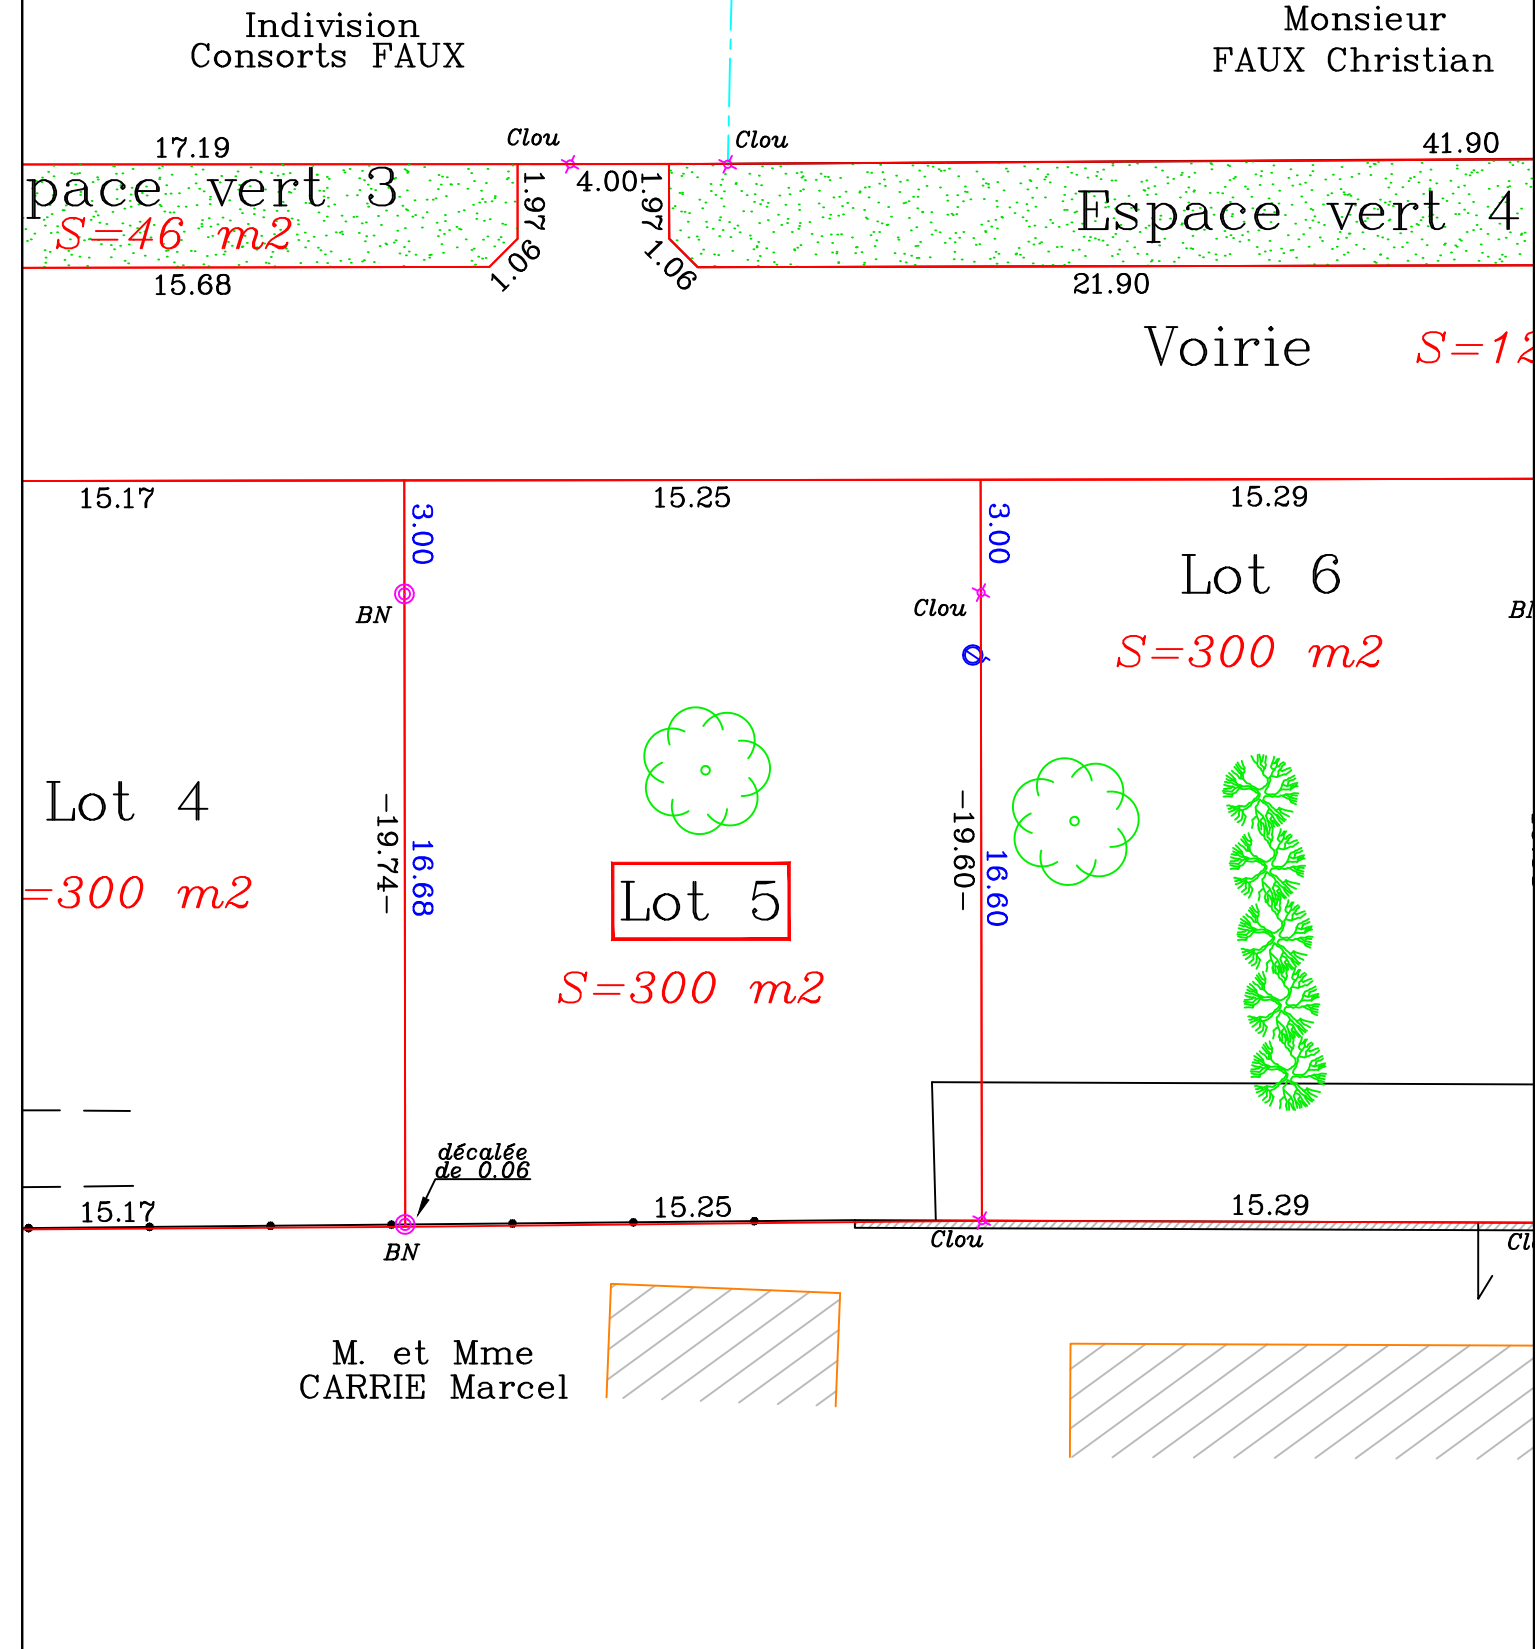 Indivision
Consorts FAUX
Monsieur
FAUX Christian
17.19
Clou
Clou
41.90
pace vert 3
S=46 m2
1.97
4.00
1.97
Espace vert 4
1.06
1.06
15.68
21.90
Voirie
S=12
15.17
15.25
15.29
3.00
3.00
BN
Clou
Lot 6
S=300 m2
Lot 4
=300 m2
-19.74-
16.68
Lot 5
S=300 m2
-19.60-
16.60
décalée
de 0.06
15.17
15.25
15.29
BN
Clou
M. et Mme
CARRIE Marcel